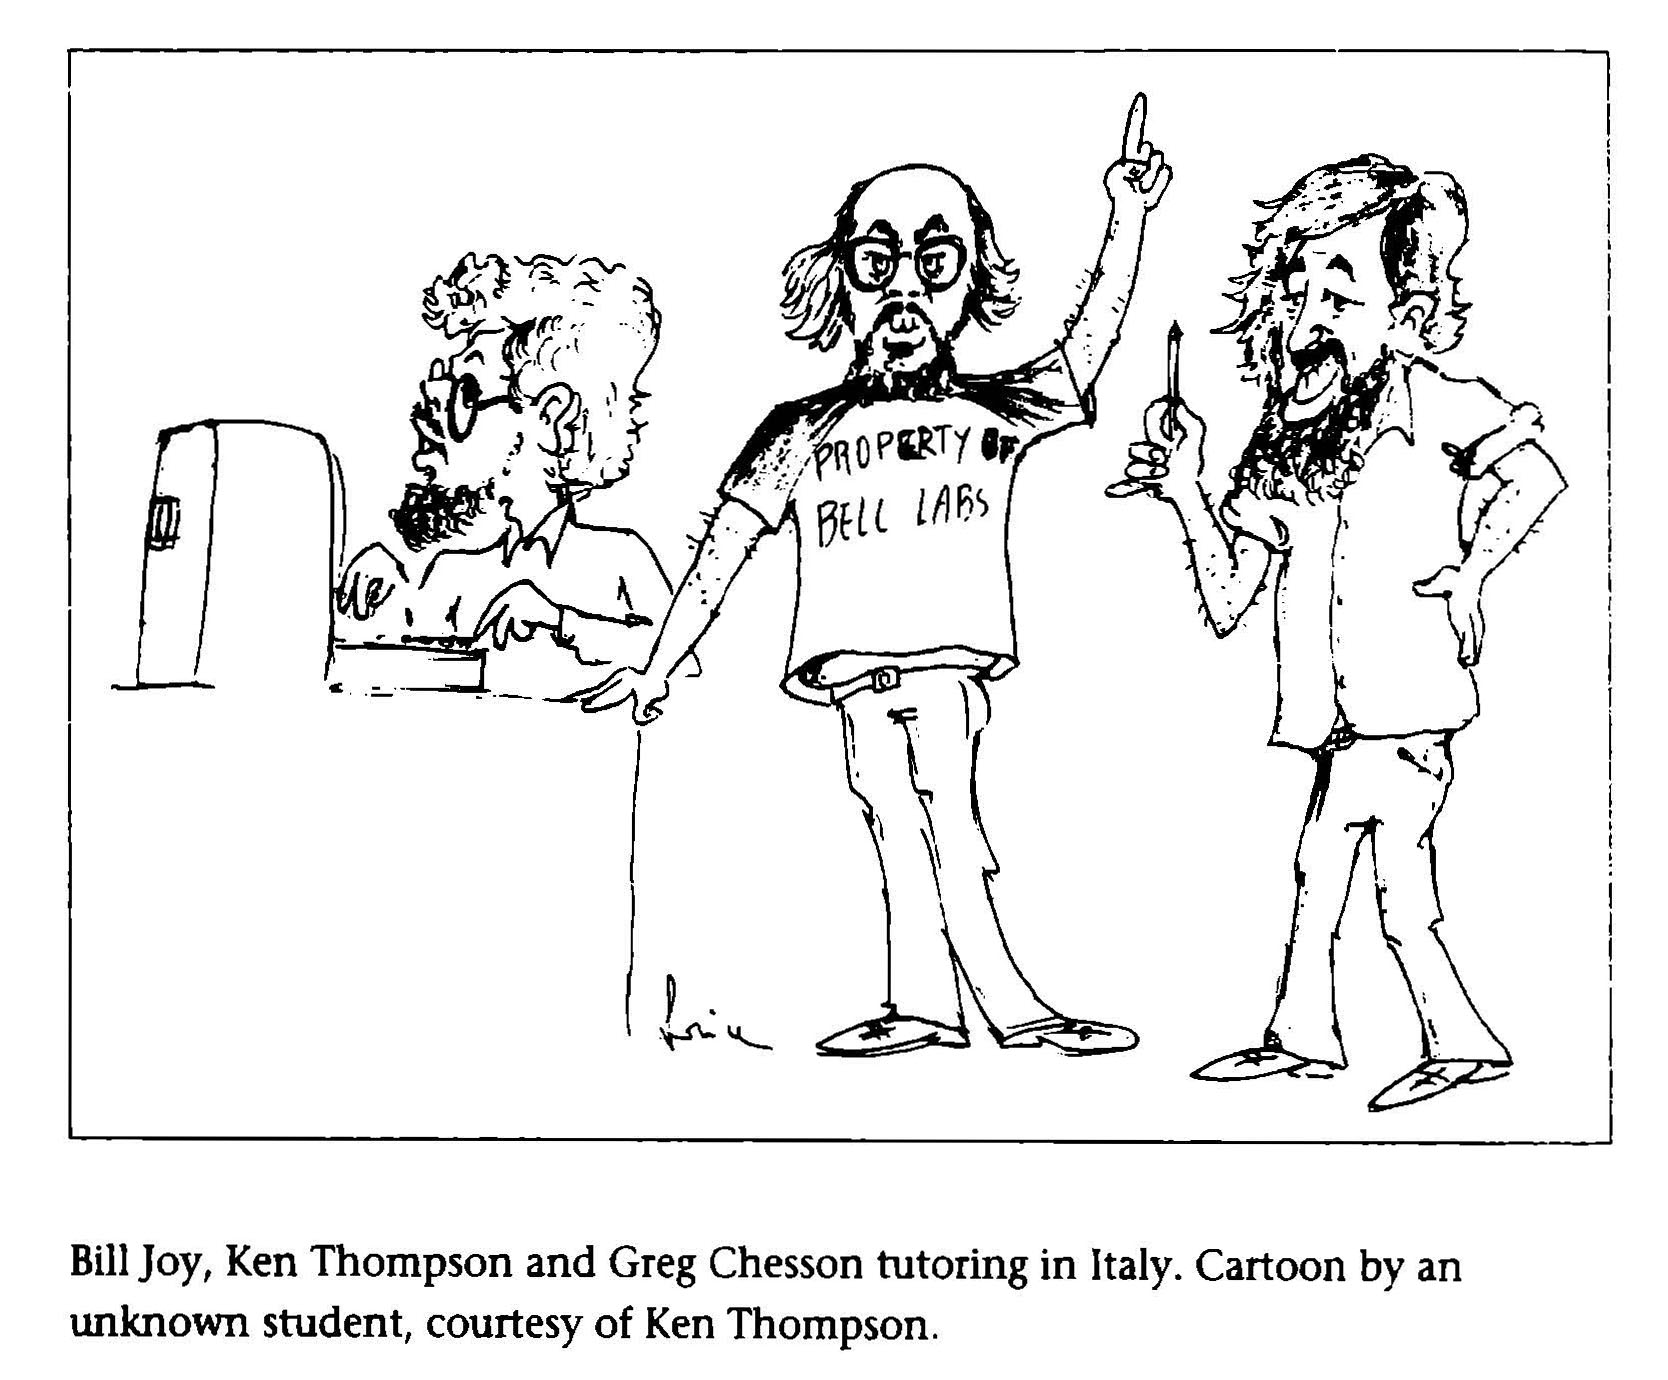 PROPERTY OF
BELL LABS
Bill Joy, Ken Thompson and Greg Chesson tutoring in Italy. Cartoon by an
unknown student, courtesy of Ken Thompson.